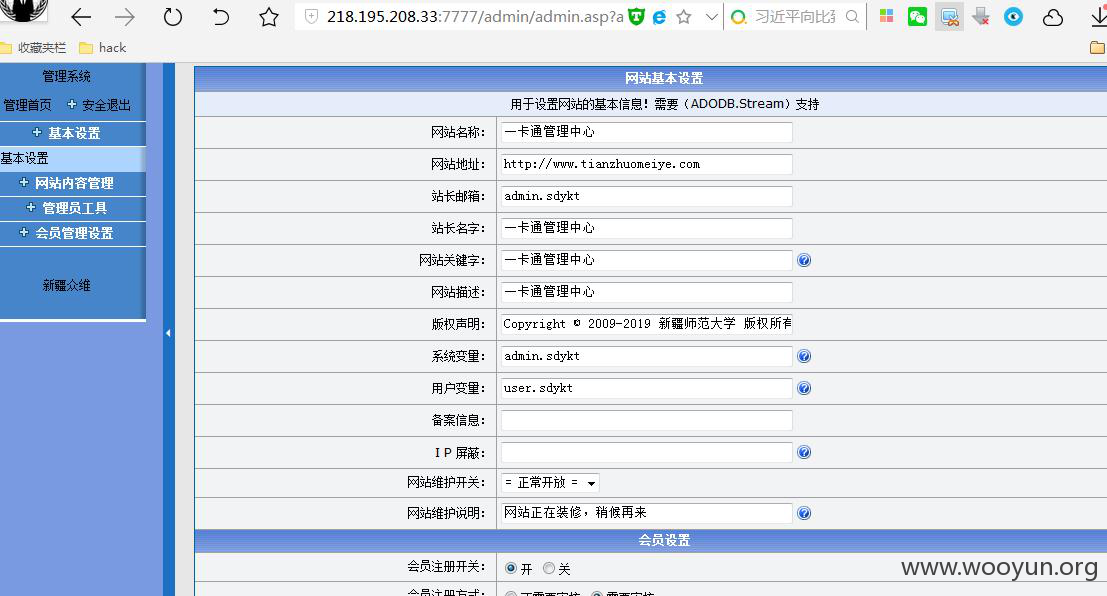 218.195.208.33:7777/admin/admin.asp?a
习近平向比
收藏夹栏 hack
管理系统
管理首页 安全退出
基本设置
基本设置
网站内容管理
管理员工具
会员管理设置
新疆众维
网站基本设置
用于设置网站的基本信息！需要（ADODB.Stream）支持
网站名称： 一卡通管理中心
网站地址： http://www.tianzhuomeiye.com
站长邮箱： admin.sdykt
站长名字： 一卡通管理中心
网站关键字： 一卡通管理中心
网站描述： 一卡通管理中心
版权声明： Copyright © 2009-2019 新疆师范大学 版权所有
系统变量： admin.sdykt
用户变量： user.sdykt
备案信息：
IP屏蔽：
网站维护开关： = 正常开放 =
网站维护说明： 网站正在装修，稍候再来
会员设置
会员注册开关： 开 关
会员注册方式：
www.wooyun.org